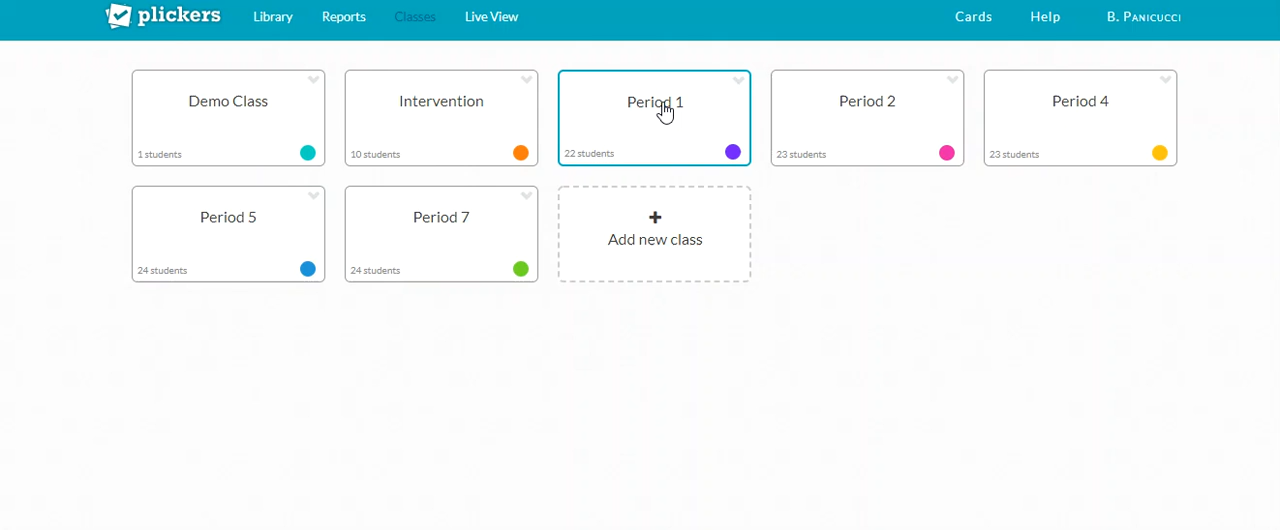 plickers Library Reports Classes Live View Cards Help B. Panicucci
Demo Class
1 students
Intervention
10 students
Period 1
22 students
Period 2
23 students
Period 4
23 students
Period 5
24 students
Period 7
24 students
+
Add new class